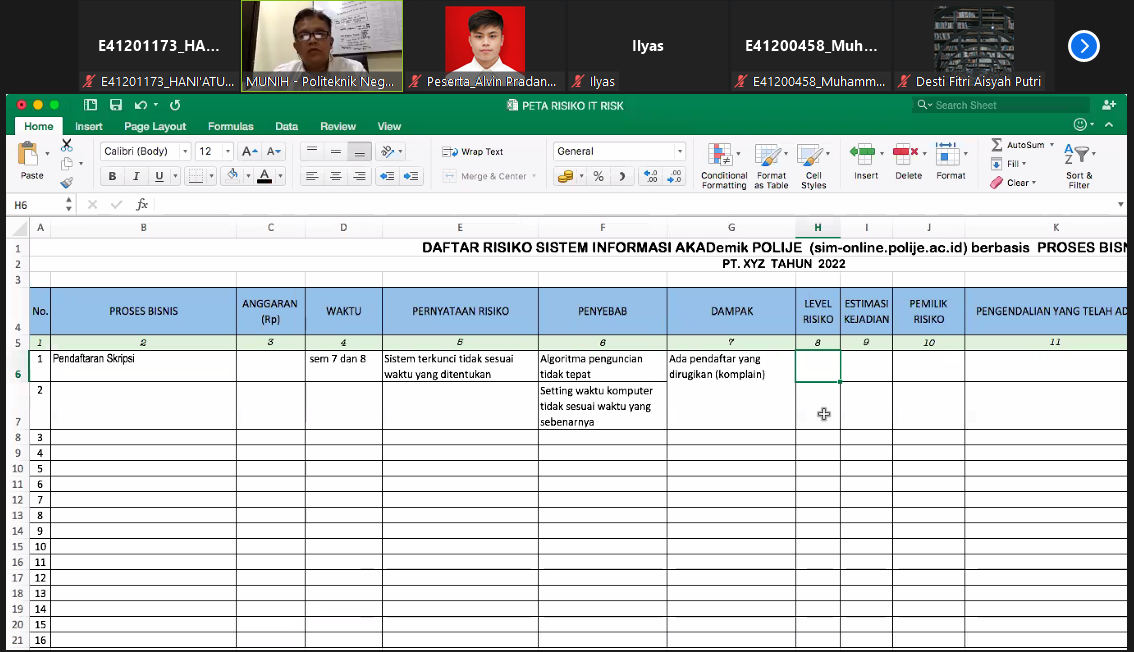 E41201173_HA...
Ilyas
E41200458_Muh...
E41201173_HANI'ATU...
MUNIH - Politeknik Neg...
Peserta_Alvin Pradan...
Ilyas
E41200458_Muhamm...
Desti Fitri Aisyah Putri
PETA RISIKO IT RISK
Search Sheet
Home Insert Page Layout Formulas Data Review View
Paste
Calibri (Body) 12
A A
B I U A
Wrap Text
Merge & Center
General
%
Conditional Formatting
Format as Table
Cell Styles
Insert
Delete
Format
AutoSum
Fill
Clear
Sort & Filter
H6 fx
A B C D E F G H I J K
1 DAFTAR RISIKO SISTEM INFORMASI AKADemik POLIJE (sim-online.polije.ac.id) berbasis PROSES BISN
2 PT. XYZ TAHUN 2022
3
4 No. PROSES BISNIS ANGGARAN (Rp) WAKTU PERNYATAAN RISIKO PENYEBAB DAMPAK LEVEL RISIKO ESTIMASI KEJADIAN PEMILIK RISIKO PENGENDALIAN YANG TELAH AD
5 1 2 3 4 5 6 7 8 9 10 11
6 1 Pendaftaran Skripsi sem 7 dan 8 Sistem terkunci tidak sesuai waktu yang ditentukan Algoritma penguncian tidak tepat Ada pendaftar yang dirugikan (komplain)
7 2 Setting waktu komputer tidak sesuai waktu yang sebenarnya
8 3
9 4
10 5
11 6
12 7
13 8
14 9
15 10
16 11
17 12
18 13
19 14
20 15
21 16